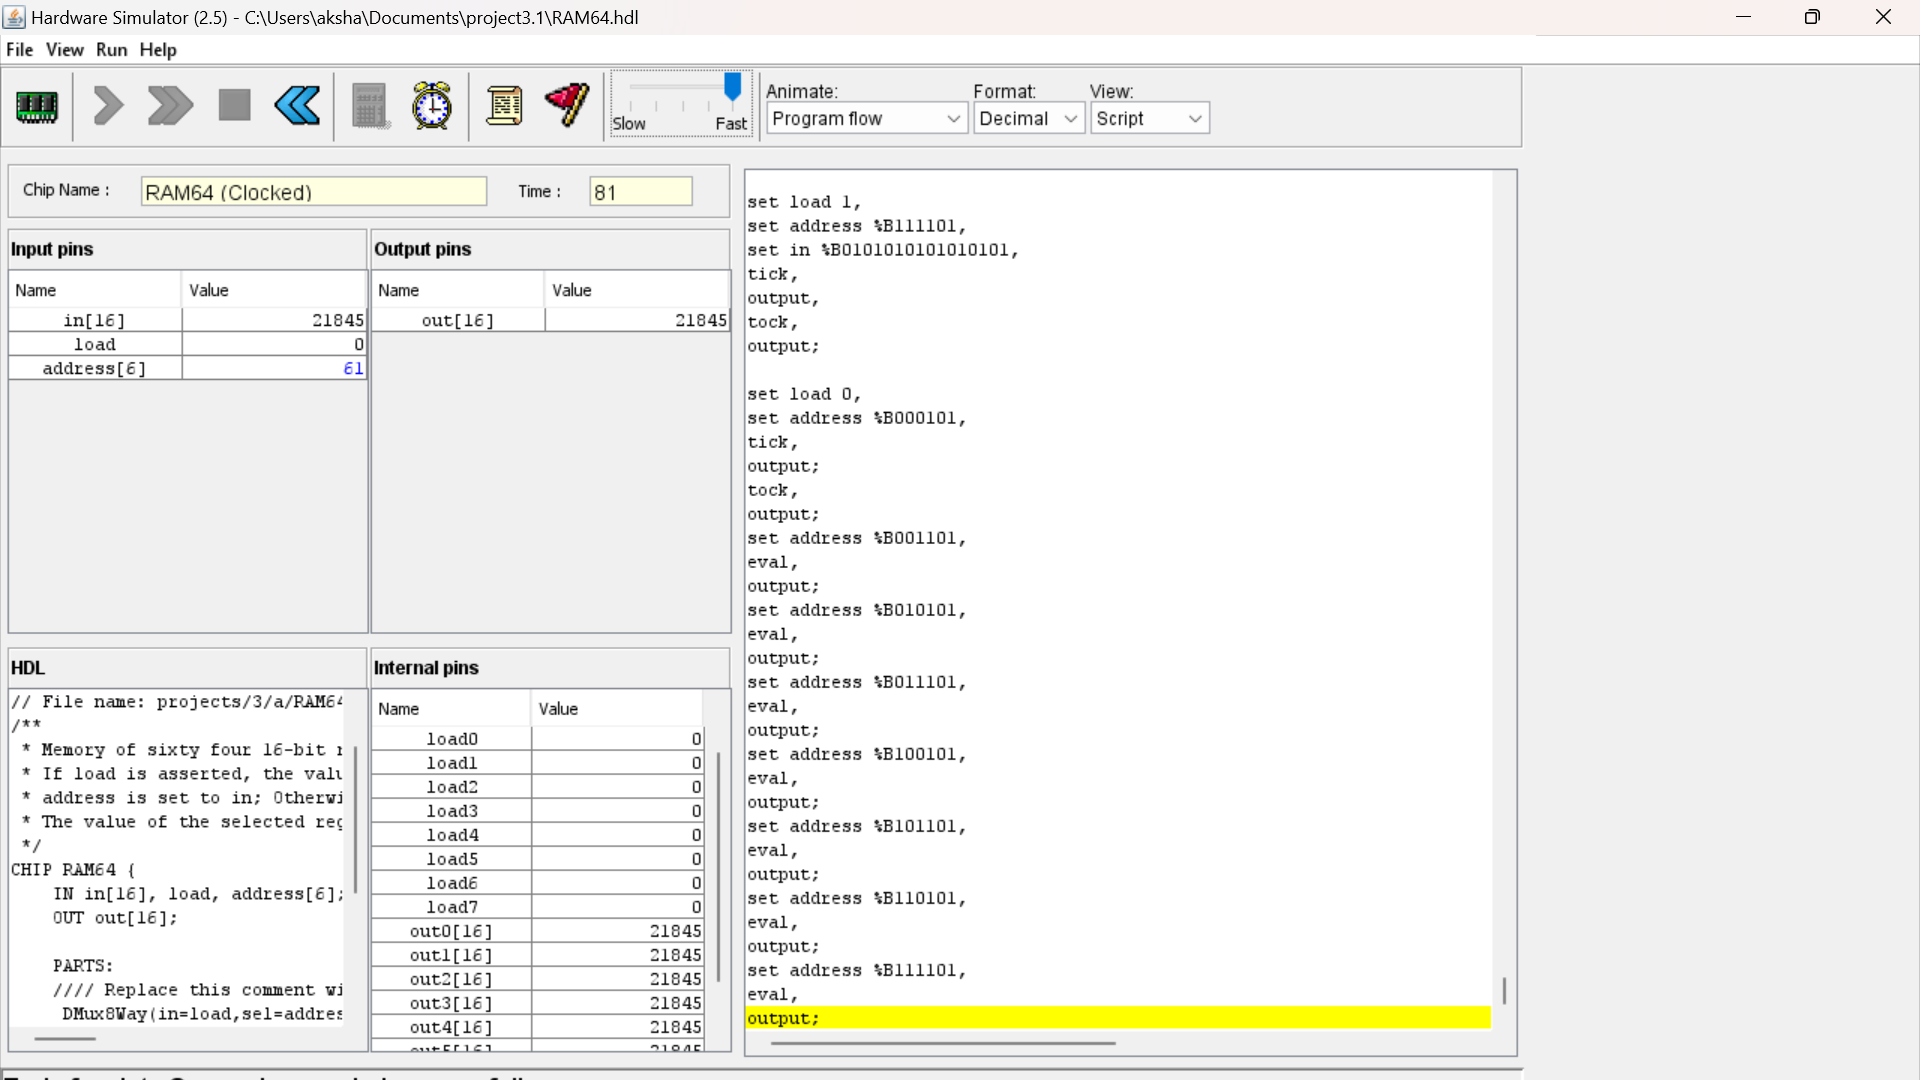 Hardware Simulator (2.5) - C:\Users\aksha\Documents\project3.1\RAM64.hdl
File View Run Help
Animate:
Format:
View:
Slow
Fast
Program flow
Decimal
Script
Chip Name :
RAM64 (Clocked)
Time :
81
Input pins
Name
Value
in[16]
21845
load
0
address[6]
61
Output pins
Name
Value
out[16]
21845
HDL
// File name: projects/3/a/RAM64
/**
* Memory of sixty four 16-bit r
* If load is asserted, the valu
* address is set to in; Otherwi
* The value of the selected reg
*/
CHIP RAM64 {
IN in[16], load, address[6];
OUT out[16];
PARTS:
//// Replace this comment wi
DMux8Way(in=load,sel=addres
Internal pins
Name
Value
load0
0
load1
0
load2
0
load3
0
load4
0
load5
0
load6
0
load7
0
out0[16]
21845
out1[16]
21845
out2[16]
21845
out3[16]
21845
out4[16]
21845
out5[16]
21845
set load 1,
set address %B111101,
set in %B0101010101010101,
tick,
output,
tock,
output;
set load 0,
set address %B000101,
tick,
output;
tock,
output;
set address %B001101,
eval,
output;
set address %B010101,
eval,
output;
set address %B011101,
eval,
output;
set address %B100101,
eval,
output;
set address %B101101,
eval,
output;
set address %B110101,
eval,
output;
set address %B111101,
eval,
output;